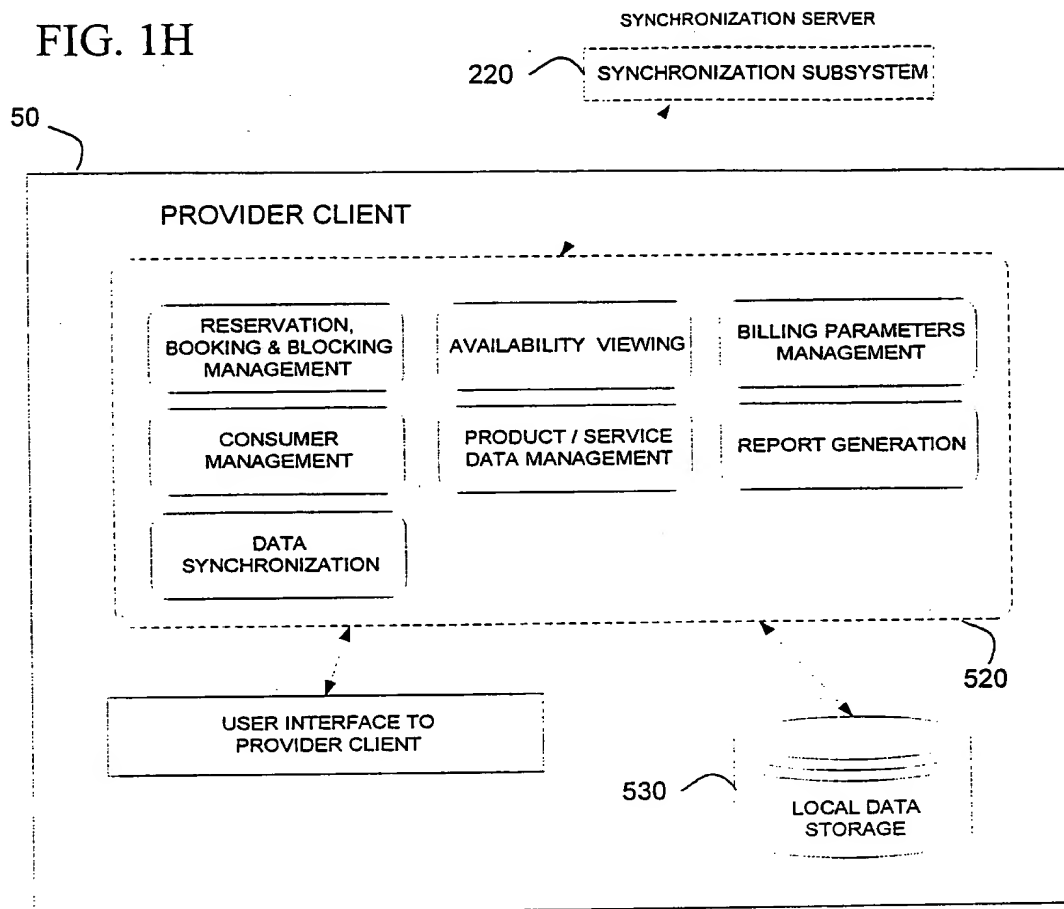 FIG. 1H
SYNCHRONIZATION SERVER
220
SYNCHRONIZATION SUBSYSTEM
50
PROVIDER CLIENT
RESERVATION,
BOOKING & BLOCKING
MANAGEMENT
AVAILABILITY VIEWING
BILLING PARAMETERS
MANAGEMENT
CONSUMER
MANAGEMENT
PRODUCT / SERVICE
DATA MANAGEMENT
REPORT GENERATION
DATA
SYNCHRONIZATION
520
USER INTERFACE TO
PROVIDER CLIENT
530
LOCAL DATA
STORAGE